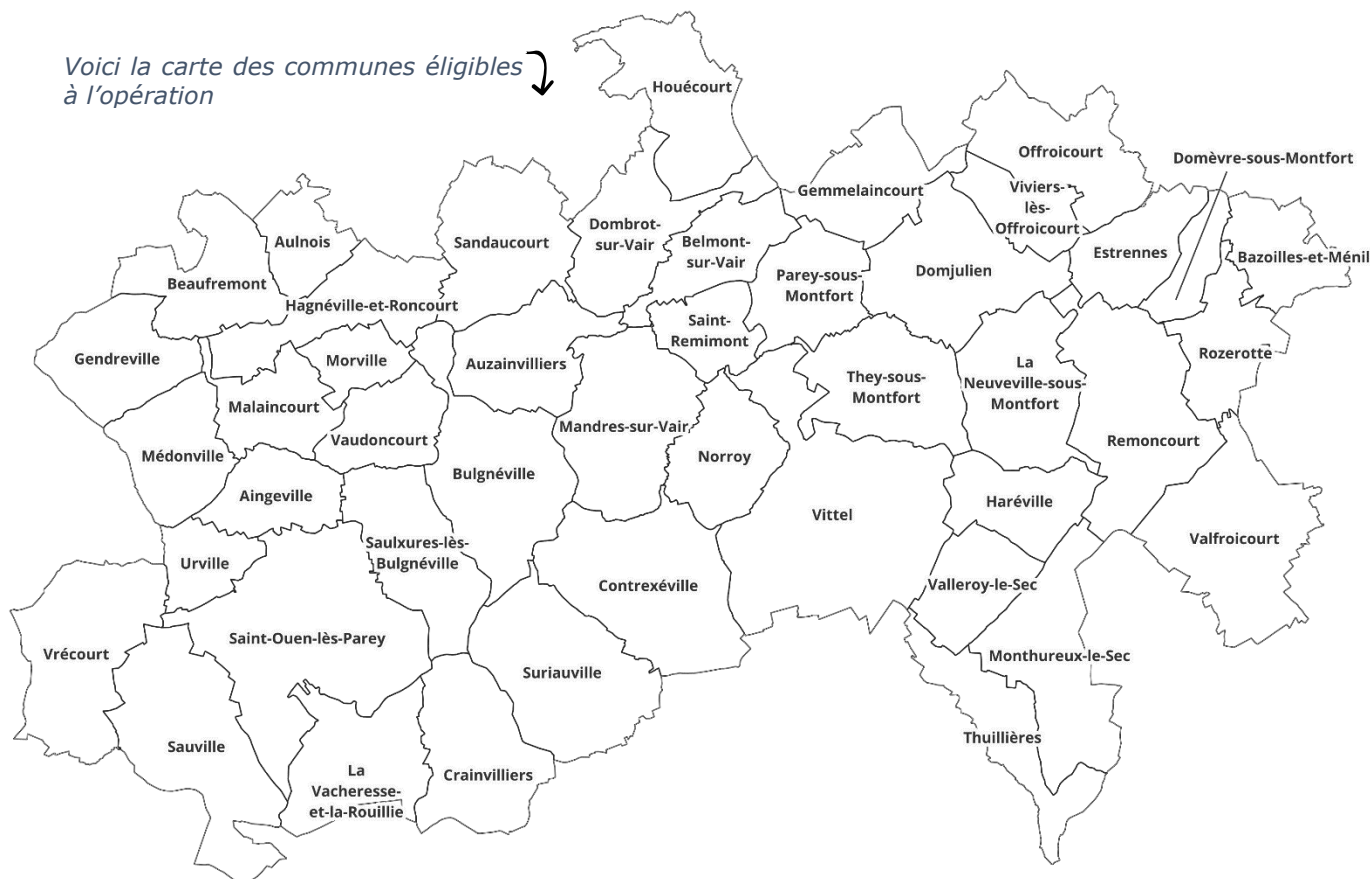 Voici la carte des communes éligibles
à l’opération
Houécourt
Offroicourt
Domèvre-sous-Montfort
Gemmelaincourt
Viviers-
lès-
Offroicourt
Dombrot-
sur-Vair
Belmont-
sur-Vair
Aulnois
Sandaucourt
Estrennes
Bazoilles-et-Ménil
Domjulien
Parey-sous-
Montfort
Beaufremont
Hagnéville-et-Roncourt
Saint-
Remimont
Gendreville
Morville
Auzainvilliers
Rozerotte
La
Neuveville-sous-
Montfort
They-sous-
Montfort
Malaincourt
Mandres-sur-Vair
Vaudoncourt
Remoncourt
Médonville
Norroy
Bulgnéville
Aingeville
Haréville
Vittel
Valfroicourt
Saulxures-lès-
Bulgnéville
Urville
Contrexéville
Valleroy-le-Sec
Saint-Ouen-lès-Parey
Vrécourt
Monthureux-le-Sec
Suriauville
Thuillières
Sauville
La
Vacheresse-
et-la-Rouillie
Crainvilliers